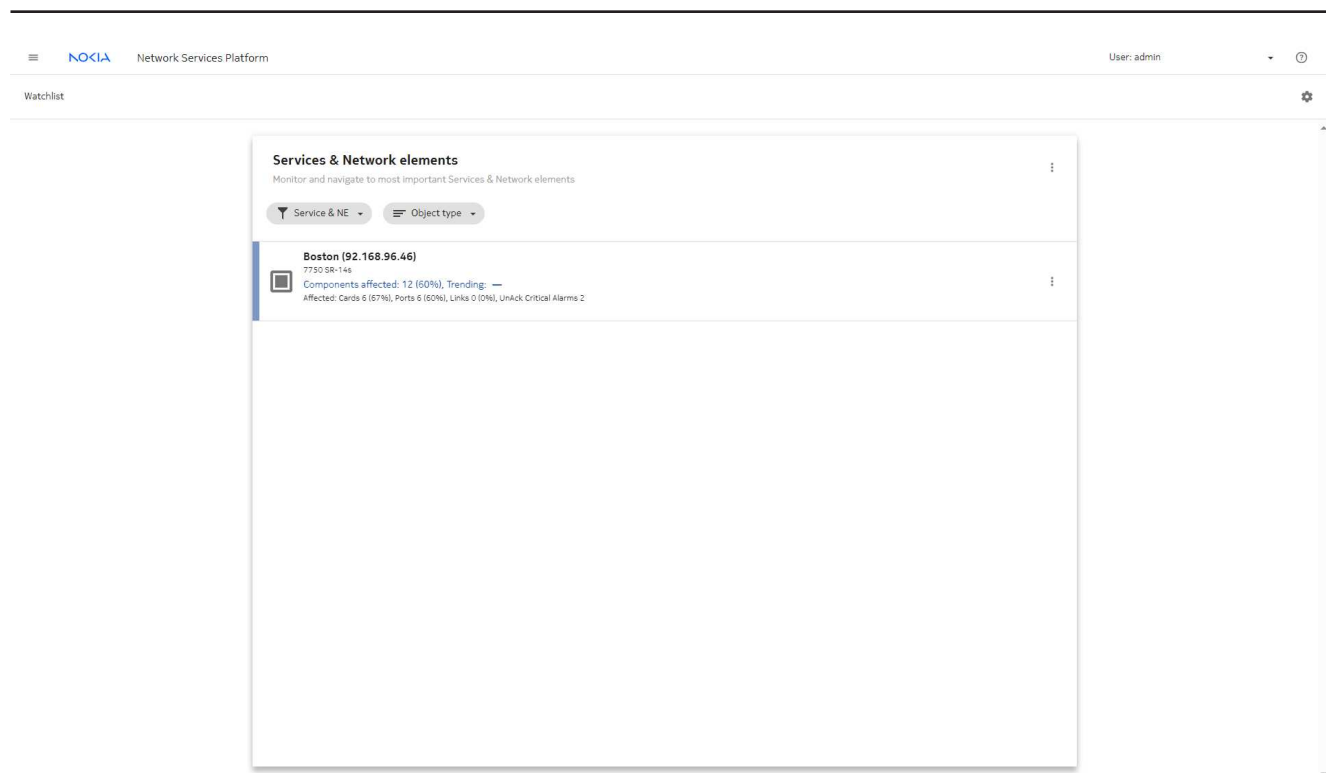 NOKIA Network Services Platform User: admin
Watchlist
Services & Network elements
Monitor and navigate to most important Services & Network elements
Service & NE Object type
Boston (92.168.96.46)
7750 SR-14s
Components affected: 12 (60%), Trending: —
Affected: Cards 6 (67%), Ports 6 (60%), Links 0 (0%), UnAck Critical Alarms 2